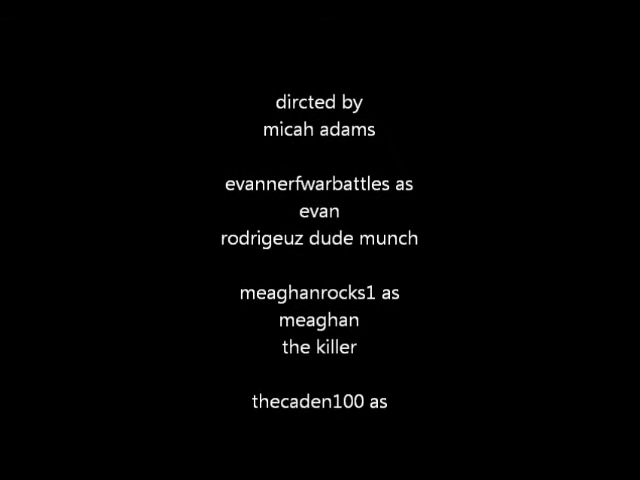 dircted by
micah adams
evannerfwarbattles as
evan
rodrigeuz dude munch
meaghanrocks1 as
meaghan
the killer
thecaden100 as